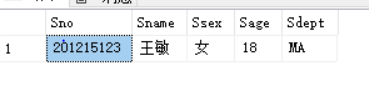 Sno Sname Ssex Sage Sdept
1 201215123 王敏 女 18 MA